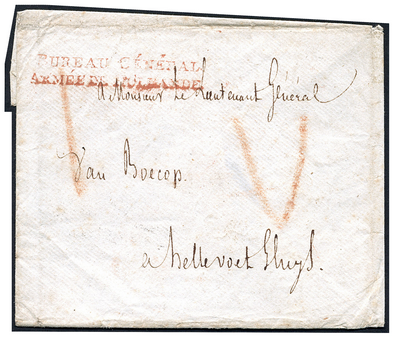 BUREAU GÉNÉRAL
ARMÉE DE HOLLANDE
A Monsieur Le Lieutenant Général
Van Boecop.
a hellevoet Sluys.